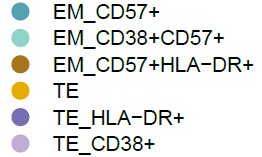 EM_CD57+
EM_CD38+CD57+
EM_CD57+HLA−DR+
TE
TE_HLA−DR+
TE_CD38+